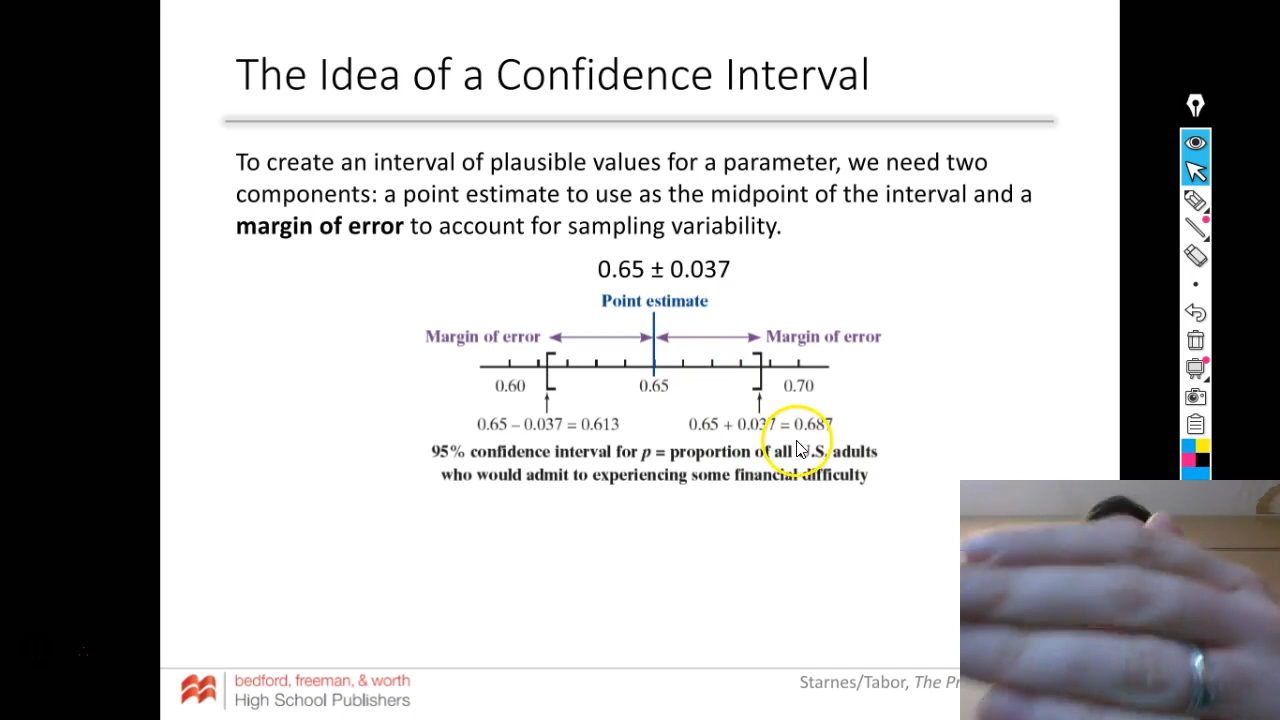 The Idea of a Confidence Interval
To create an interval of plausible values for a parameter, we need two
components: a point estimate to use as the midpoint of the interval and a
margin of error to account for sampling variability.
0.65 ± 0.037
Point estimate
Margin of error Margin of error
0.60 0.65 0.70
0.65 – 0.037 = 0.613 0.65 + 0.037 = 0.687
95% confidence interval for p = proportion of all U.S. adults
who would admit to experiencing some financial difficulty
bedford, freeman, & worth
High School Publishers
Starnes/Tabor, The